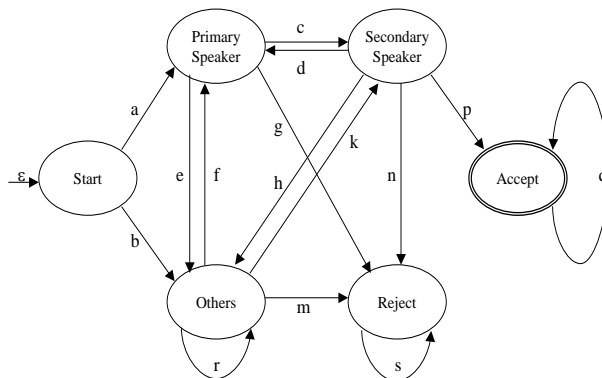 Primary
Speaker
c
d
Secondary
Speaker
a
g
k
p
e
f
h
n
ε
Start
Accept
b
Others
m
Reject
r
s